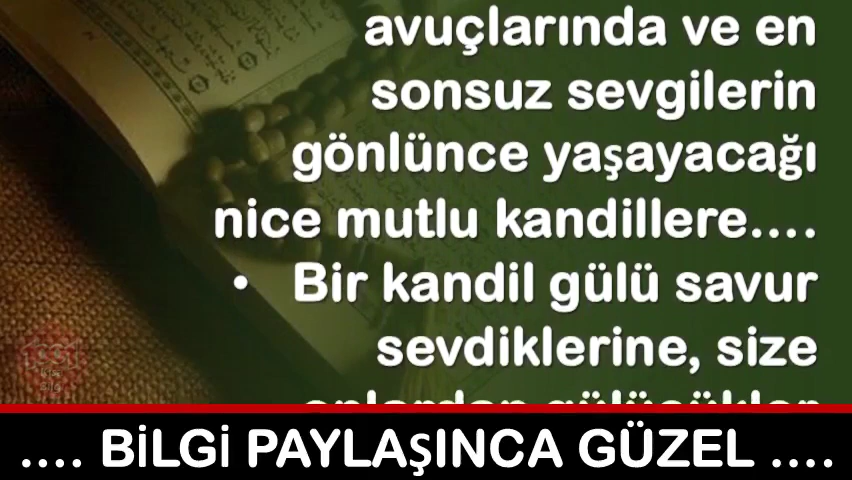 avuçlarında ve en
sonsuz sevgilerin
gönlünce yaşayacağı
nice mutlu kandillere....
• Bir kandil gülü savur
sevdiklerine, size
.... BİLGİ PAYLAŞINCA GÜZEL ....